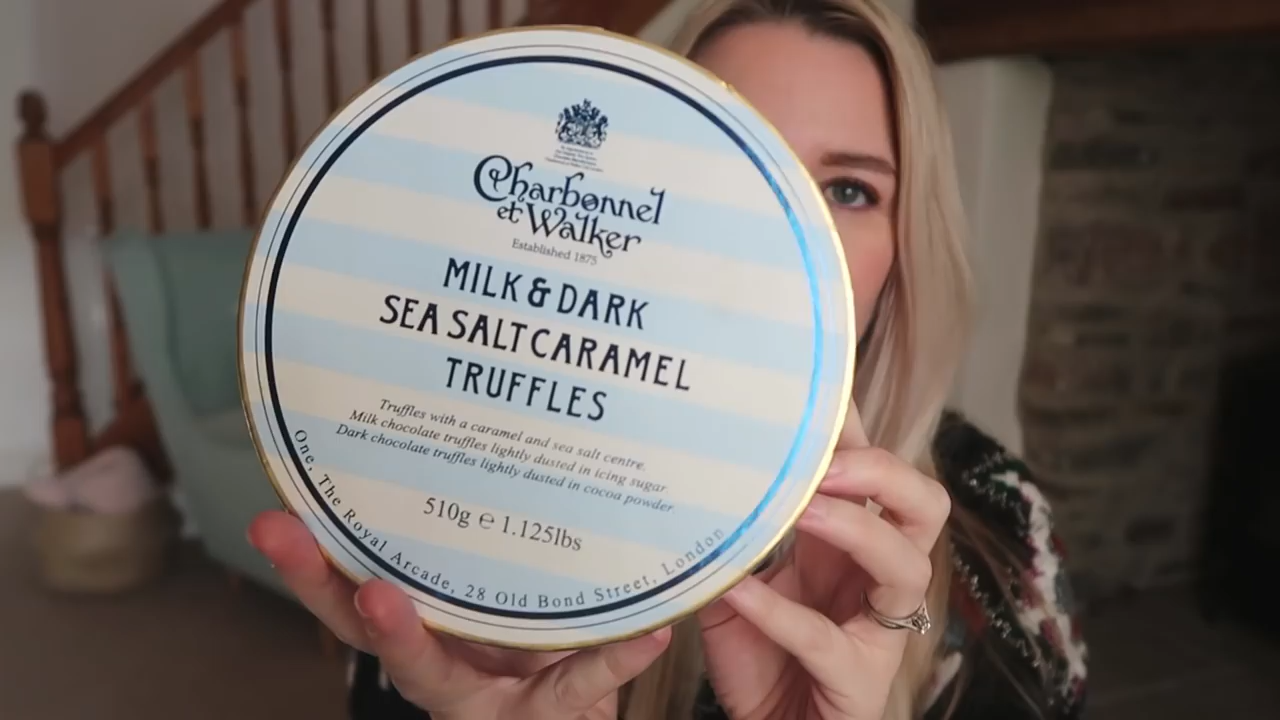 Charbonnel
et Walker
Established 1875
MILK & DARK
SEA SALT CARAMEL
TRUFFLES
Truffles with a caramel and sea salt centre.
Milk chocolate truffles lightly dusted in icing sugar.
Dark chocolate truffles lightly dusted in cocoa powder
510g ℮ 1.125lbs
One, The Royal Arcade, 28 Old Bond Street, London